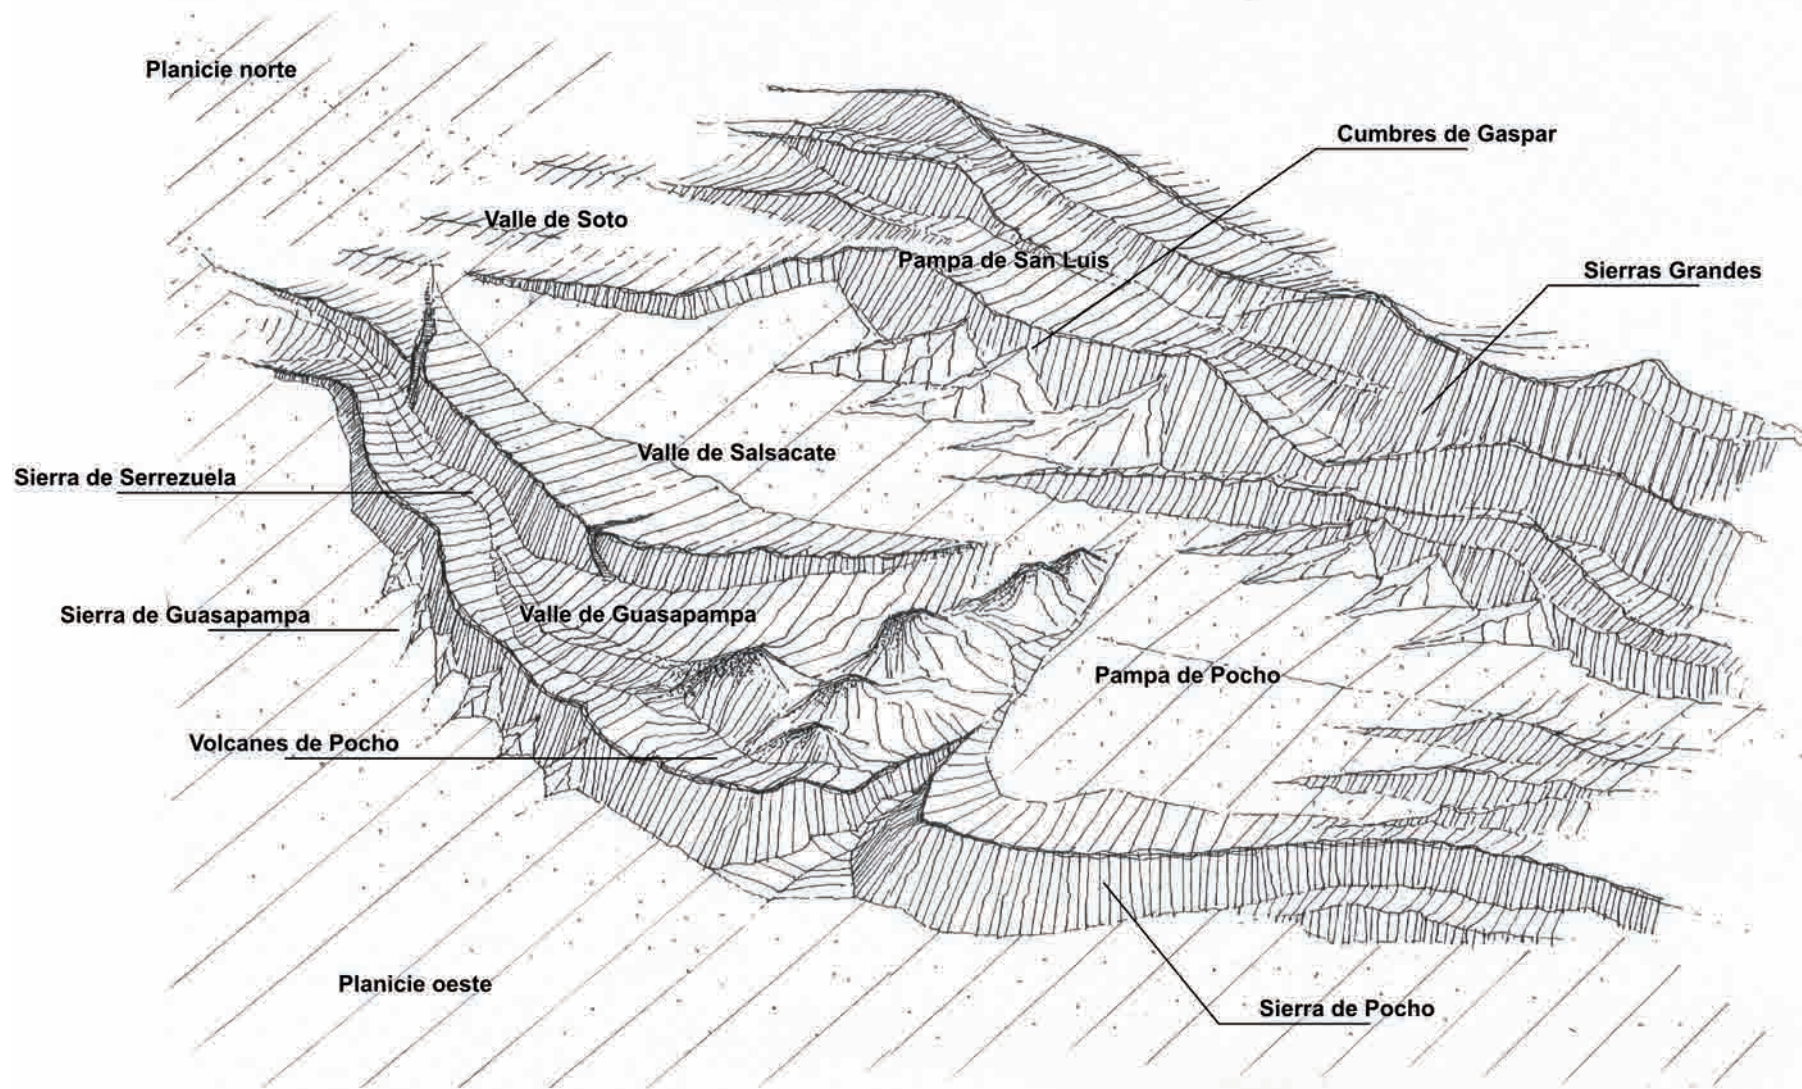 Planicie norte
Cumbres de Gaspar
Valle de Soto
Pampa de San Luis
Sierras Grandes
Valle de Salsacate
Sierra de Serrezuela
Sierra de Guasapampa
Valle de Guasapampa
Pampa de Pocho
Volcanes de Pocho
Planicie oeste
Sierra de Pocho